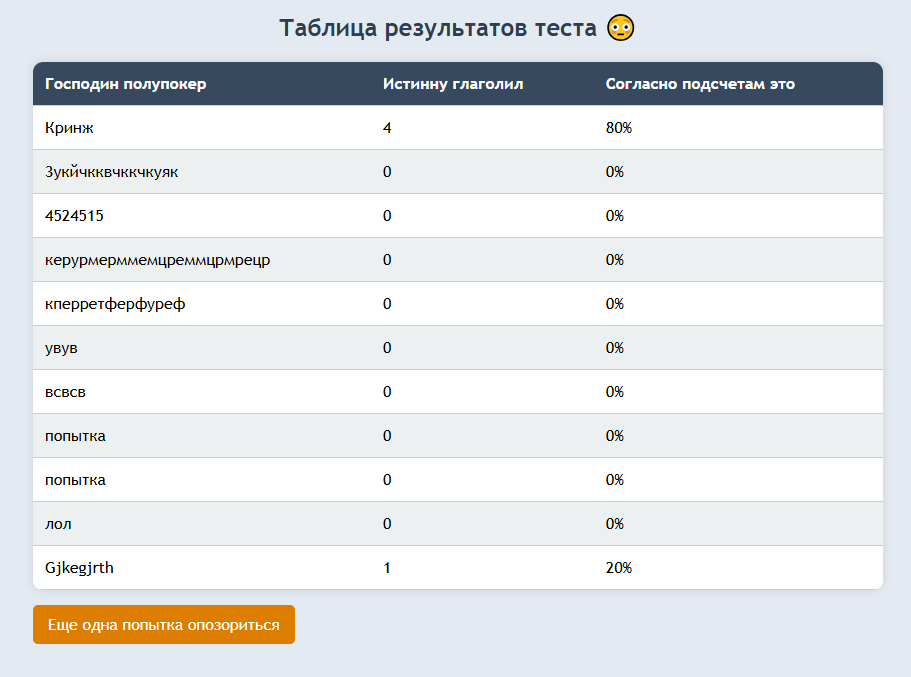 Таблица результатов теста 😳
Господин полупокер Истинну глаголил Согласно подсчетам это
Кринж 4 80%
3укйчкквчккчкуяк 0 0%
4524515 0 0%
керурмерммемцреммцрмрецр 0 0%
кперретферфуреф 0 0%
увув 0 0%
всвсв 0 0%
попытка 0 0%
попытка 0 0%
лол 0 0%
Gjkegjrth 1 20%
Еще одна попытка опозориться